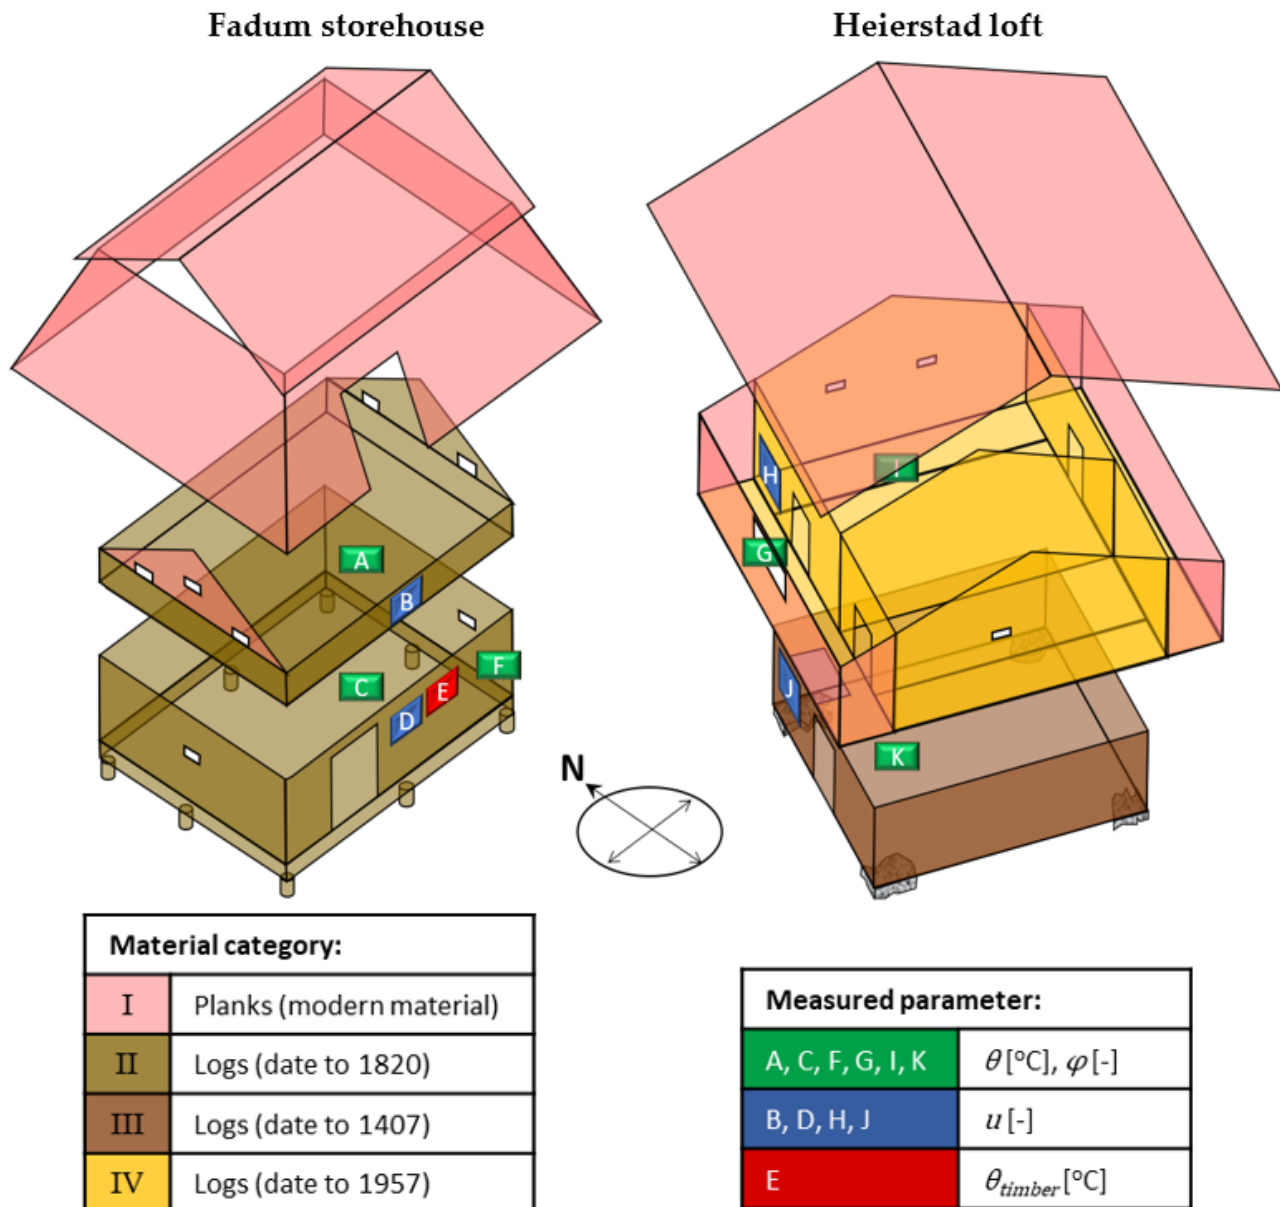 Fadum storehouse
Heierstad loft
H
I
G
A
B
F
C
E
D
J
K
N
Material category:
I Planks (modern material)
II Logs (date to 1820)
III Logs (date to 1407)
IV Logs (date to 1957)
Measured parameter:
A, C, F, G, I, K θ [°C], φ [-]
B, D, H, J u [-]
E θtimber [°C]